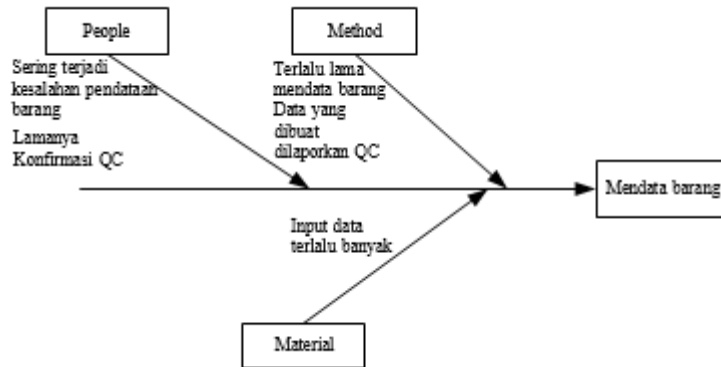 People
Method
Sering terjadi
kesalahan pendataan
barang
Lamanya
Konfirmasi QC
Terlalu lama
mendata barang
Data yang
dibuat
dilaporkan QC
Mendata barang
Input data
terlalu banyak
Material